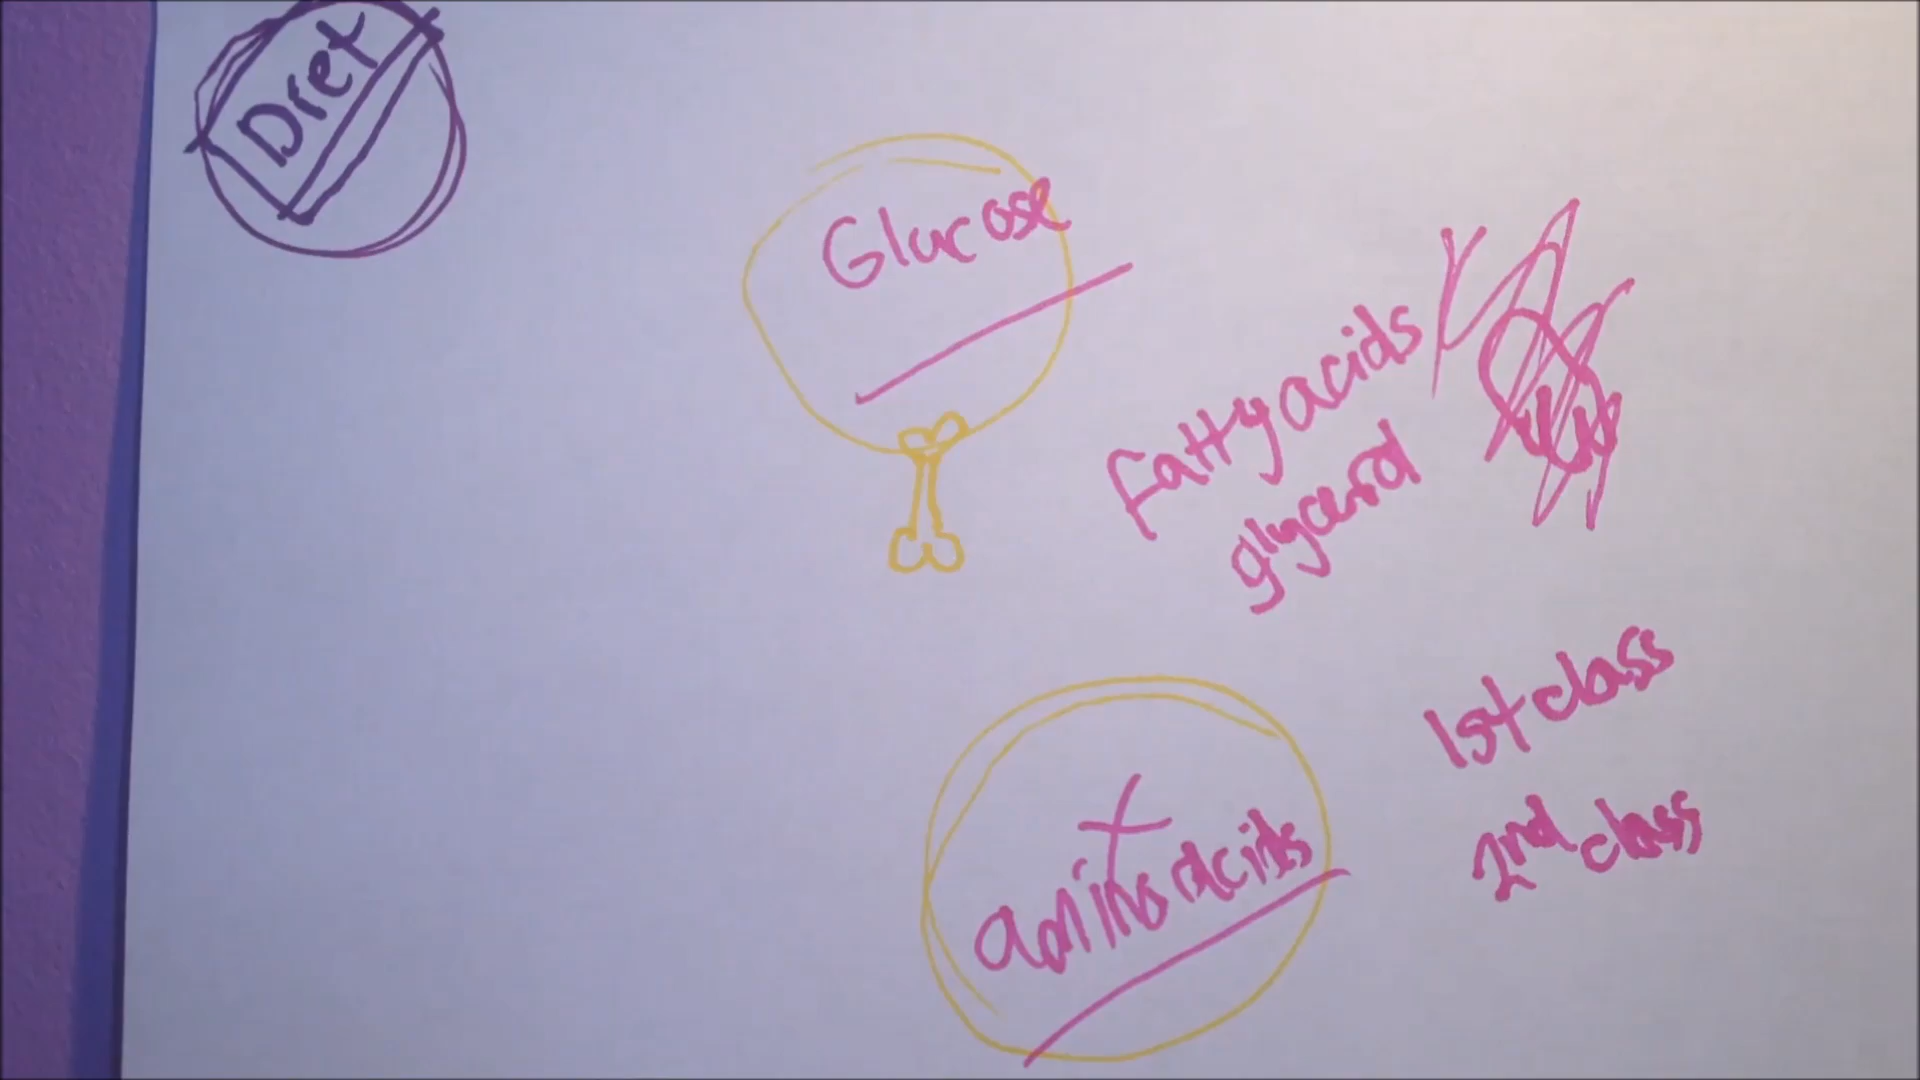 Diet
Glucose
Fatty acids
glycerol
1st class
2nd class
amino acids